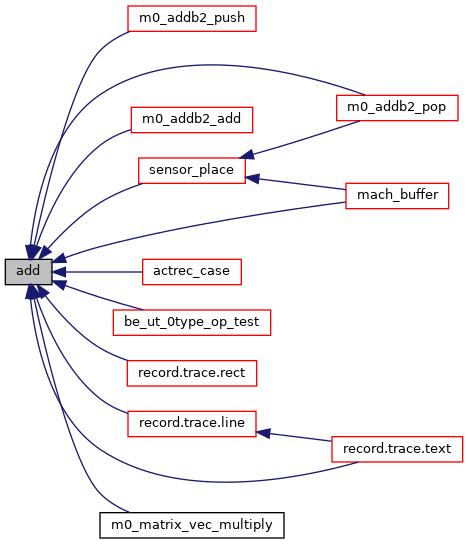 m0_addb2_push
m0_addb2_pop
m0_addb2_add
sensor_place
mach_buffer
add
actrec_case
be_ut_0type_op_test
record.trace.rect
record.trace.line
record.trace.text
m0_matrix_vec_multiply